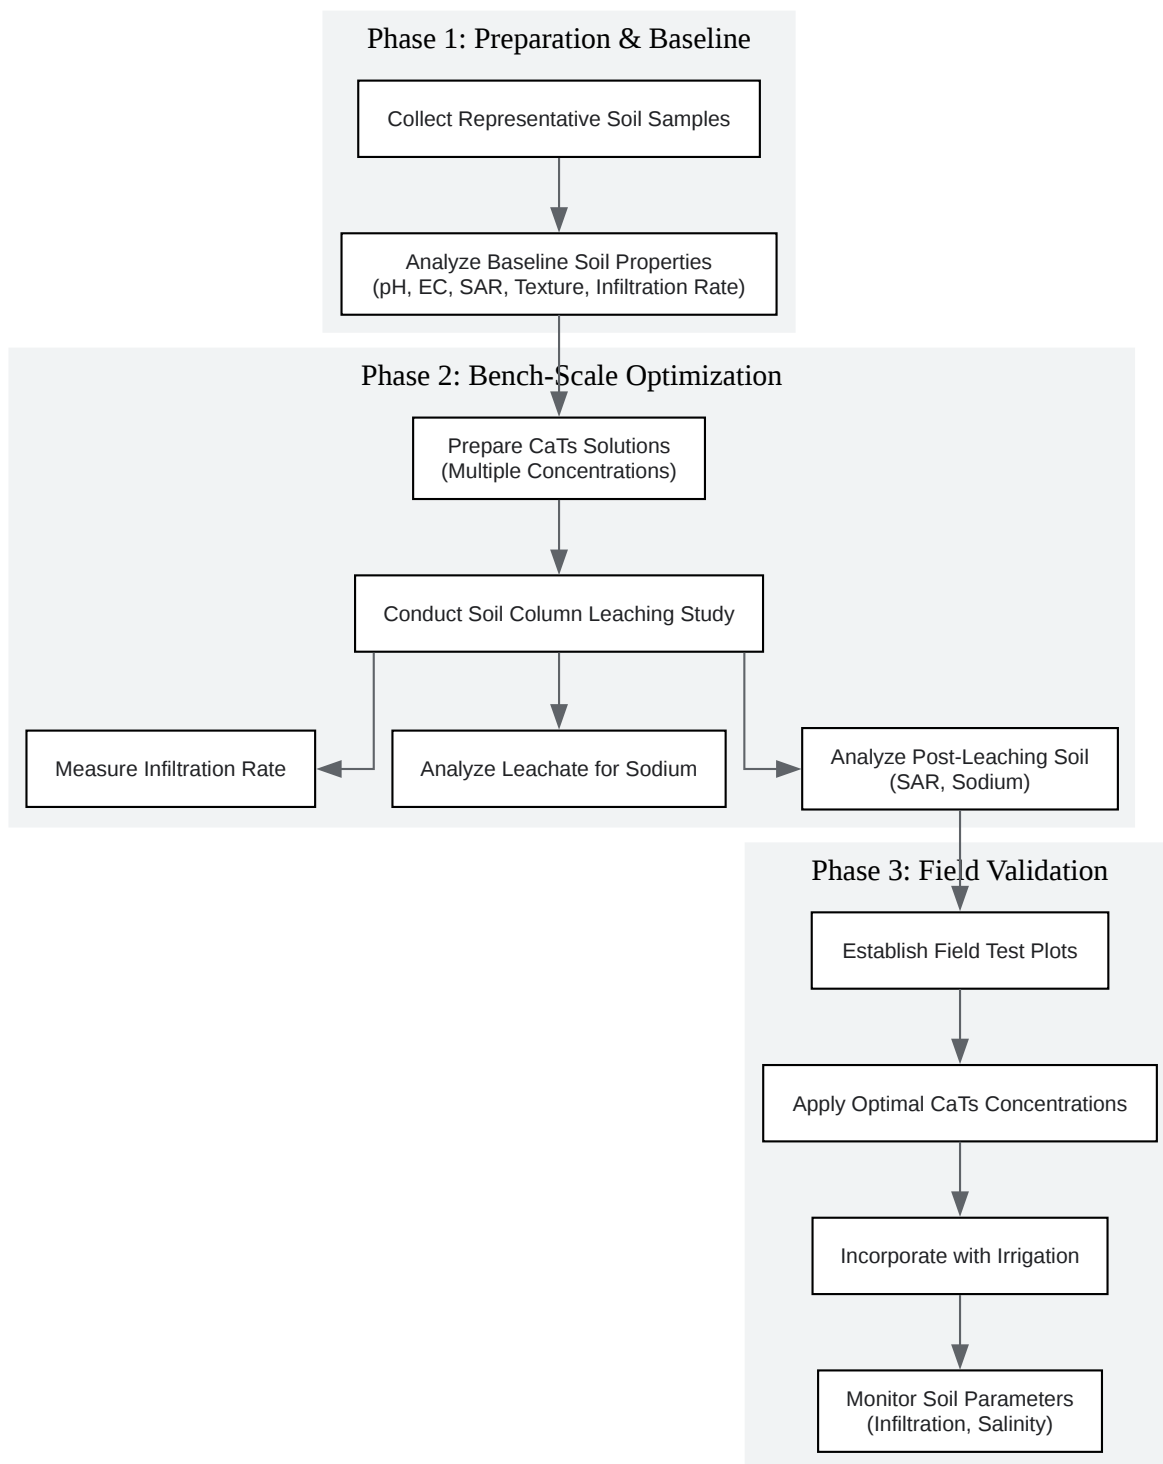 Phase 1: Preparation & Baseline
Collect Representative Soil Samples
Analyze Baseline Soil Properties
(pH, EC, SAR, Texture, Infiltration Rate)
Phase 2: Bench-Scale Optimization
Prepare CaTs Solutions
(Multiple Concentrations)
Conduct Soil Column Leaching Study
Measure Infiltration Rate
Analyze Leachate for Sodium
Analyze Post-Leaching Soil
(SAR, Sodium)
Phase 3: Field Validation
Establish Field Test Plots
Apply Optimal CaTs Concentrations
Incorporate with Irrigation
Monitor Soil Parameters
(Infiltration, Salinity)